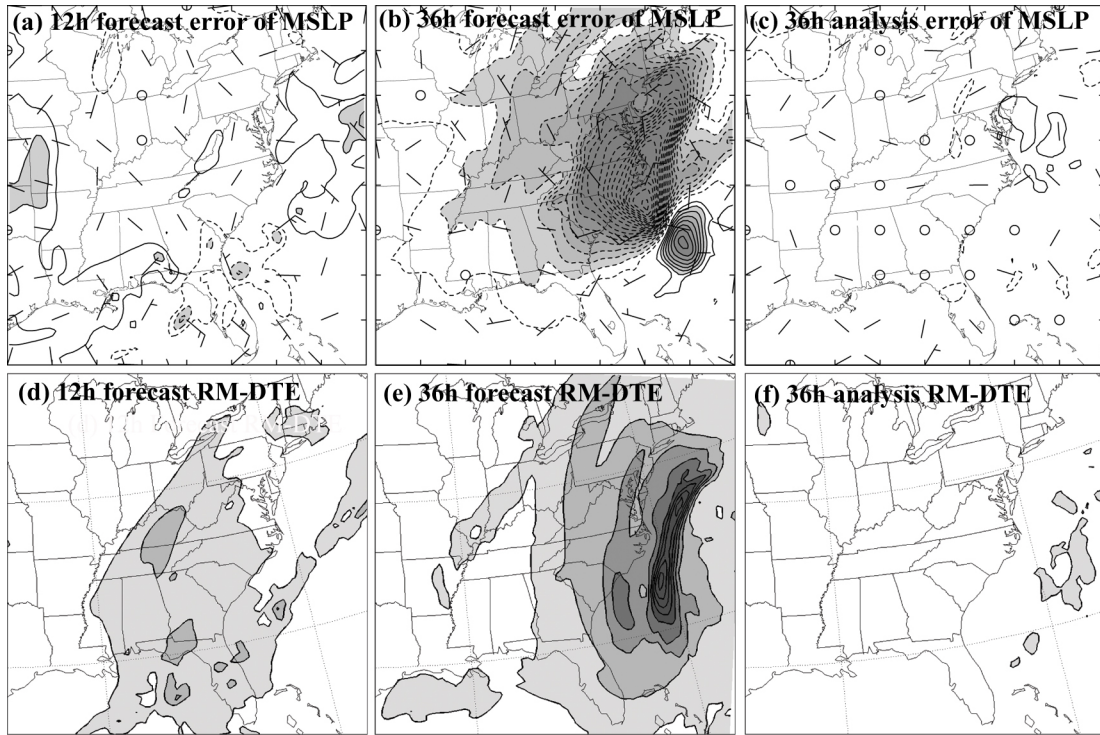 (a) 12h forecast error of MSLP
(b) 36h forecast error of MSLP
(c) 36h analysis error of MSLP
(d) 12h forecast RM-DTE
(e) 36h forecast RM-DTE
(f) 36h analysis RM-DTE